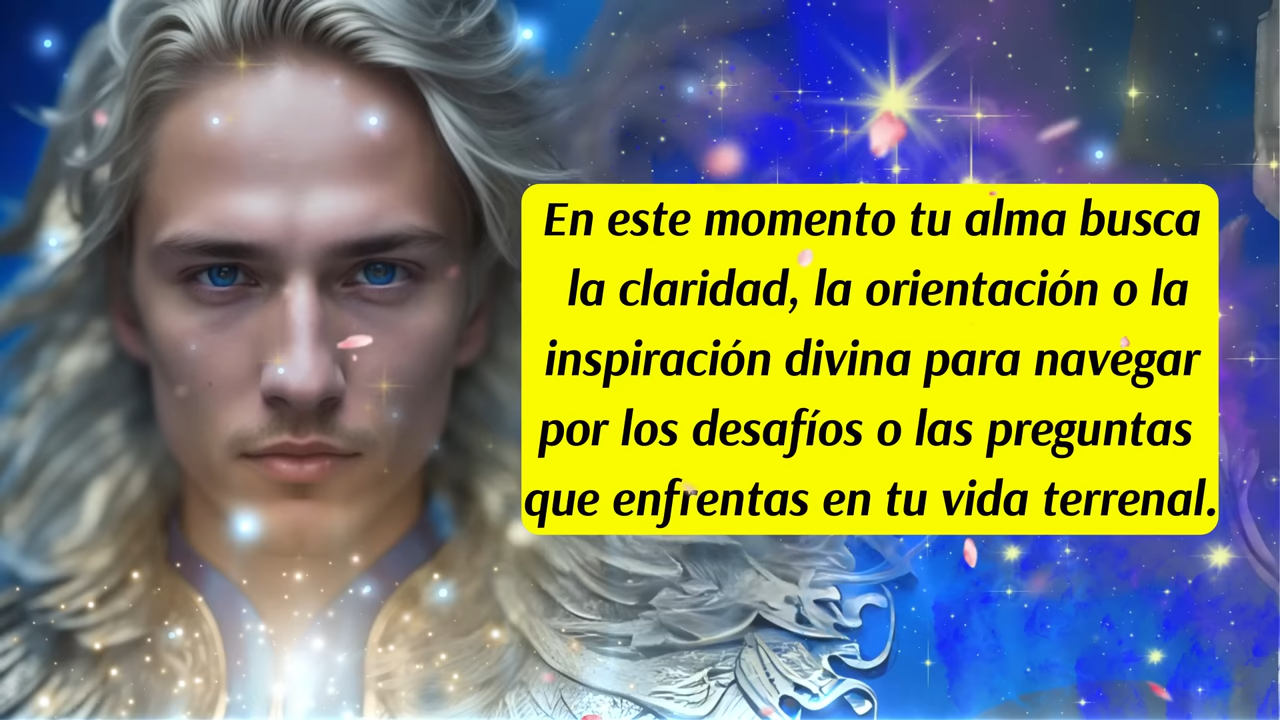 En este momento tu alma busca
la claridad, la orientación o la
inspiración divina para navegar
por los desafíos o las preguntas
que enfrentas en tu vida terrenal.